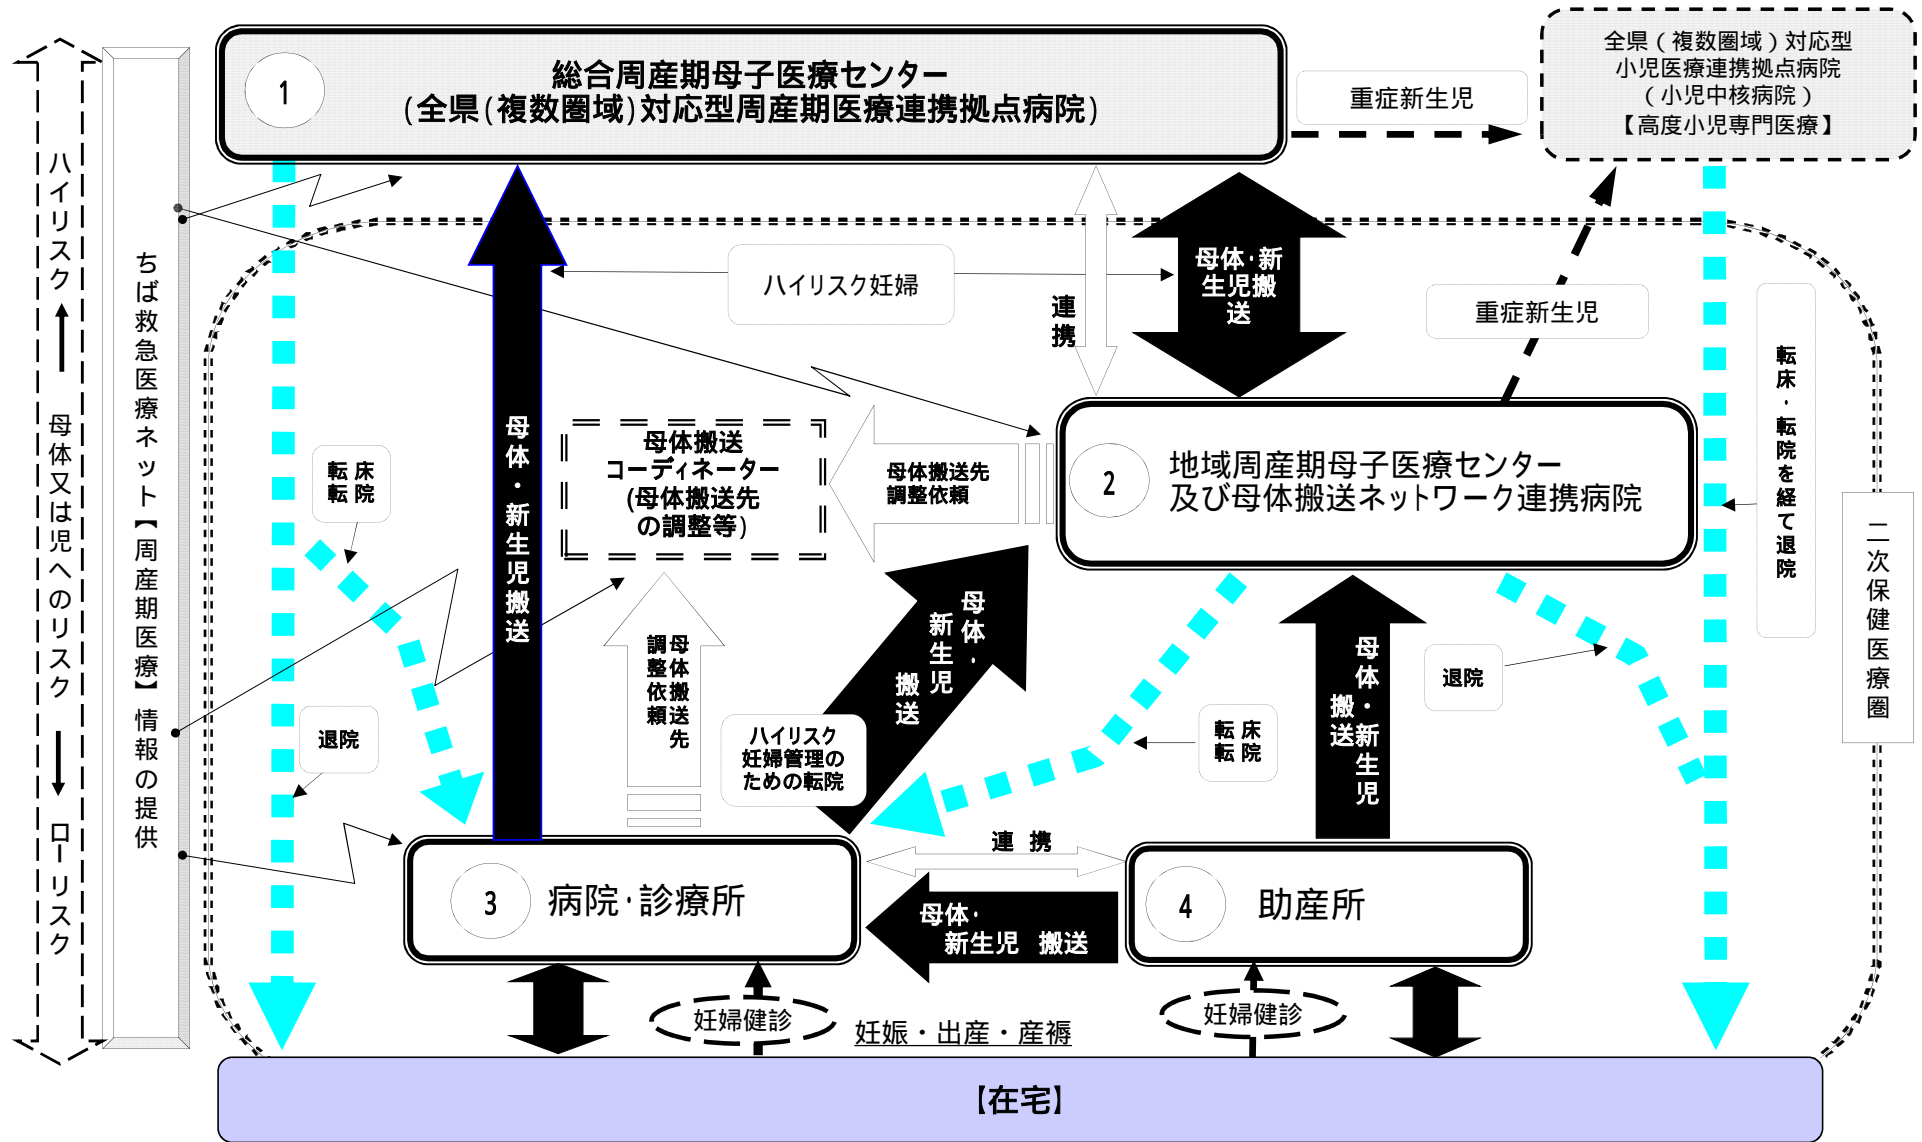 1
総合周産期母子医療センター
(全県(複数圏域)対応型周産期医療連携拠点病院)
重症新生児
全県(複数圏域)対応型
小児医療連携拠点病院
(小児中核病院)
【高度小児専門医療】
ハイリスク
母体又は児へのリスク
ローリスク
ちば救急医療ネット【周産期医療】情報の提供
ハイリスク妊婦
連携
母体・新
生児搬
送
重症新生児
転床・転院を経て退院
二次保健医療圏
母体・新生児搬送
転床
転院
母体搬送
コーディネーター
(母体搬送先
の調整等)
母体搬送先
調整依頼
2
地域周産期母子医療センター
及び母体搬送ネットワーク連携病院
母体搬送先
調整依頼
母体・
新生児
搬送
ハイリスク
妊婦管理の
ための転院
転床
転院
母体・新生児
搬送
退院
退院
連携
3
病院・診療所
母体・
新生児 搬送
4
助産所
妊婦健診
妊娠・出産・産褥
妊婦健診
【在宅】